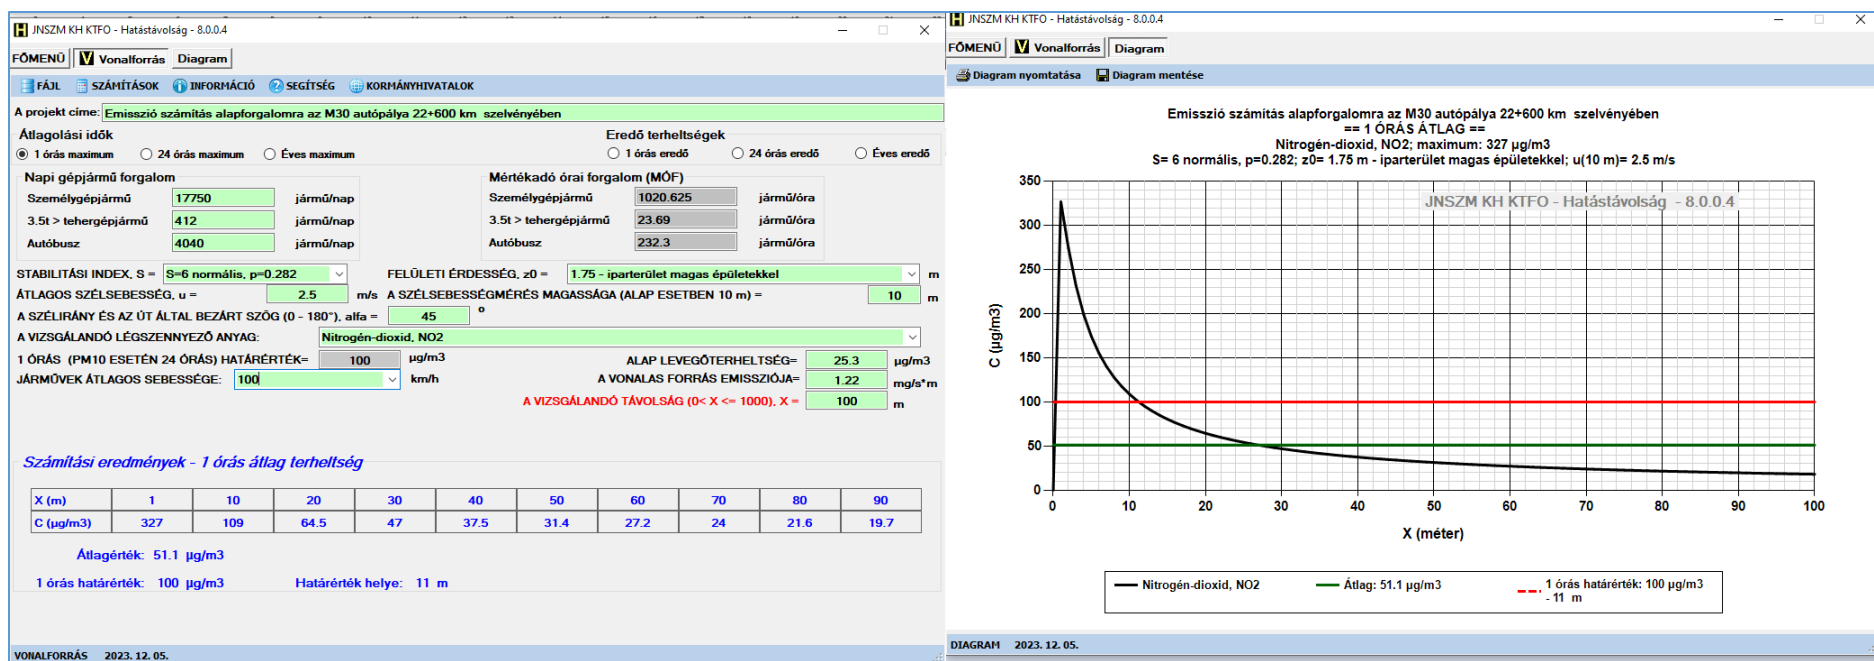 JNSZM KH KTFO - Hatástávolság - 8.0.0.4
FŐMENÜ Vonalforrás Diagram
FÁJL SZÁMÍTÁSOK INFORMÁCIÓ SEGÍTSÉG KORMÁNYHIVATALOK
A projekt címe: Emisszió számítás alapforgalomra az M30 autópálya 22+600 km szelvényében
Átlagolási idők Eredő terheltségek
1 órás maximum 24 órás maximum Éves maximum 1 órás eredő 24 órás eredő Éves eredő
Napi gépjármű forgalom Mértékadó órai forgalom (MÓF)
Személygépjármű 17750 jármű/nap Személygépjármű 1020.625 jármű/óra
3.5t > tehergépjármű 412 jármű/nap 3.5t > tehergépjármű 23.69 jármű/óra
Autóbusz 4040 jármű/nap Autóbusz 232.3 jármű/óra
STABILITÁSI INDEX, S = S=6 normális, p=0.282 FELÜLETI ÉRDESSÉG, z0 = 1.75 - iparterület magas épületekkel m
ÁTLAGOS SZÉLSEBESSÉG, u = 2.5 m/s A SZÉLSEBESSÉGMÉRÉS MAGASSÁGA (ALAP ESETBEN 10 m) = 10 m
A SZÉLIRÁNY ÉS AZ ÚT ÁLTAL BEZÁRT SZÖG (0 - 180°), alfa = 45 °
A VIZSGÁLANDÓ LÉGSZENNYEZŐ ANYAG: Nitrogén-dioxid, NO2
1 ÓRÁS (PM10 ESETÉN 24 ÓRÁS) HATÁRÉRTÉK= 100 µg/m3 ALAP LEVEGŐTERHELTSÉG= 25.3 µg/m3
JÁRMŰVEK ÁTLAGOS SEBESSÉGE: 100 km/h A VONALAS FORRÁS EMISSZIÓJA= 1.22 mg/s*m
A VIZSGÁLANDÓ TÁVOLSÁG (0< X <= 1000), X = 100 m
Számítási eredmények - 1 órás átlag terheltség
X (m) 1 10 20 30 40 50 60 70 80 90
C (µg/m3) 327 109 64.5 47 37.5 31.4 27.2 24 21.6 19.7
Átlagérték: 51.1 µg/m3
1 órás határérték: 100 µg/m3 Határérték helye: 11 m
VONALFORRÁS 2023. 12. 05.
JNSZM KH KTFO - Hatástávolság - 8.0.0.4
FŐMENÜ Vonalforrás Diagram
Diagram nyomtatása Diagram mentése
Emisszió számítás alapforgalomra az M30 autópálya 22+600 km szelvényében
== 1 ÓRÁS ÁTLAG ==
Nitrogén-dioxid, NO2; maximum: 327 µg/m3
S= 6 normális, p=0.282; z0= 1.75 m - iparterület magas épületekkel; u(10 m)= 2.5 m/s
JNSZM KH KTFO - Hatástávolság - 8.0.0.4
350
300
250
200
150
100
50
0
C (µg/m3)
0 10 20 30 40 50 60 70 80 90 100
X (méter)
Nitrogén-dioxid, NO2 Átlag: 51.1 µg/m3 1 órás határérték: 100 µg/m3
- 11 m
DIAGRAM 2023. 12. 05.